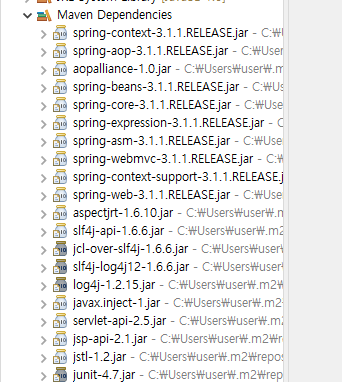 Maven Dependencies
spring-context-3.1.1.RELEASE.jar - C:₩Users₩
spring-aop-3.1.1.RELEASE.jar - C:₩Users₩user₩
aopalliance-1.0.jar - C:₩Users₩user₩.m2₩
spring-beans-3.1.1.RELEASE.jar - C:₩Users₩u
spring-core-3.1.1.RELEASE.jar - C:₩Users₩us
spring-expression-3.1.1.RELEASE.jar - C:₩Us
spring-asm-3.1.1.RELEASE.jar - C:₩Users₩us
spring-webmvc-3.1.1.RELEASE.jar - C:₩User
spring-context-support-3.1.1.RELEASE.j
spring-web-3.1.1.RELEASE.jar - C:₩Users₩us
aspectjrt-1.6.10.jar - C:₩Users₩user₩.m2₩
slf4j-api-1.6.6.jar - C:₩Users₩user₩.m2₩
jcl-over-slf4j-1.6.6.jar - C:₩Users₩user₩.
slf4j-log4j12-1.6.6.jar - C:₩Users₩user₩.
log4j-1.2.15.jar - C:₩Users₩user₩.m2₩
javax.inject-1.jar - C:₩Users₩user₩.m2₩
servlet-api-2.5.jar - C:₩Users₩user₩.m2₩
jsp-api-2.1.jar - C:₩Users₩user₩.m2₩re
jstl-1.2.jar - C:₩Users₩user₩.m2₩repos
junit-4.7.jar - C:₩Users₩user₩.m2₩rep